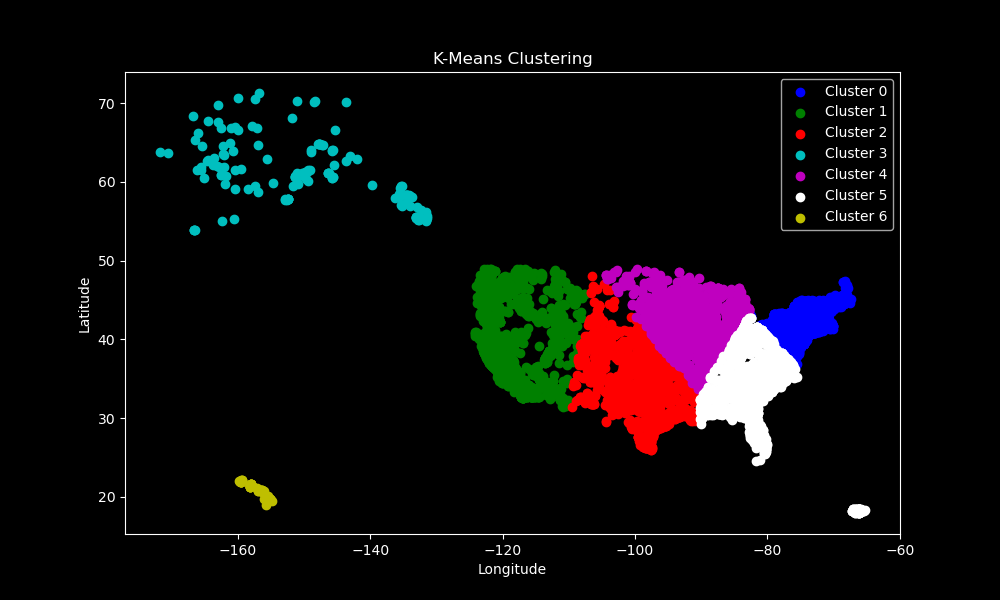 K-Means Clustering
Cluster 0
Cluster 1
Cluster 2
Cluster 3
Cluster 4
Cluster 5
Cluster 6
70
60
50
40
30
20
Latitude
−160
−140
−120
−100
−80
−60
Longitude